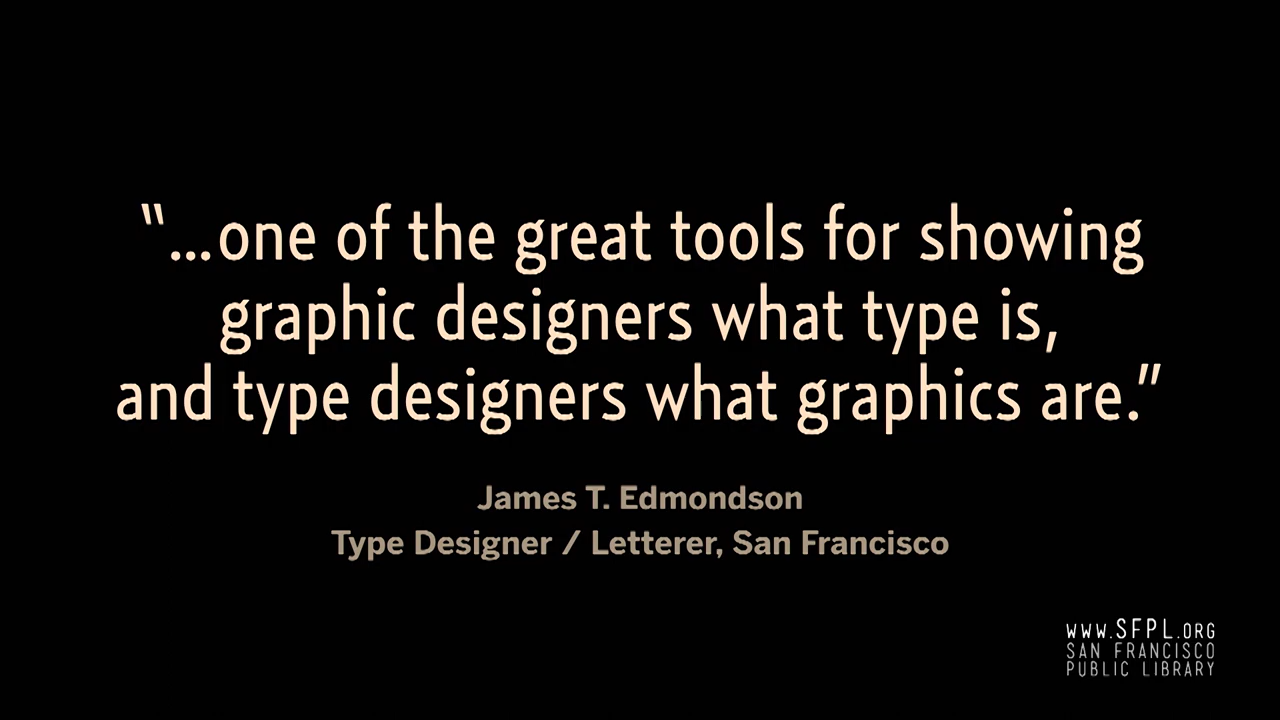 “...one of the great tools for showing
graphic designers what type is,
and type designers what graphics are.”
James T. Edmondson
Type Designer / Letterer, San Francisco
WWW.SFPL.ORG
SAN FRANCISCO
PUBLIC LIBRARY